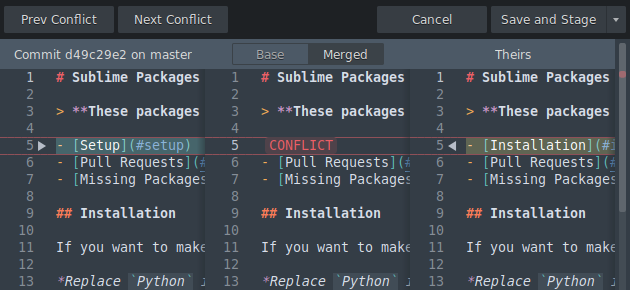 Prev Conflict Next Conflict Cancel Save and Stage
Commit d49c29e2 on master Base Merged Theirs
1 # Sublime Packages 1 # Sublime Packages 1 # Sublime Packages
2 2 2
3 > **These packages 3 > **These packages 3 > **These packages
4 4 4
5 - [Setup](#setup) 5 CONFLICT 5 - [Installation](#i
6 - [Pull Requests](# 6 - [Pull Requests](# 6 - [Pull Requests](#
7 - [Missing Packages 7 - [Missing Packages 7 - [Missing Packages
8 8 8
9 ## Installation 9 ## Installation 9 ## Installation
10 10 10
11 If you want to make 11 If you want to make 11 If you want to make
12 12 12
13 *Replace `Python` i 13 *Replace `Python` i 13 *Replace `Python` i